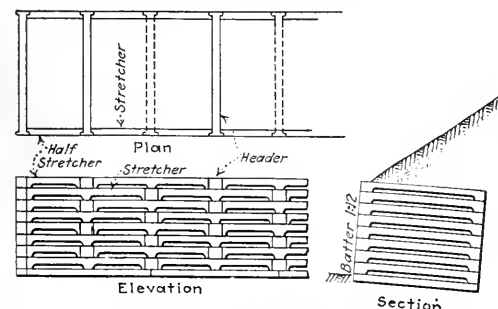 Stretcher
Plan
Half
Stretcher
Stretcher
Header
Elevation
Batter 1:12
Section